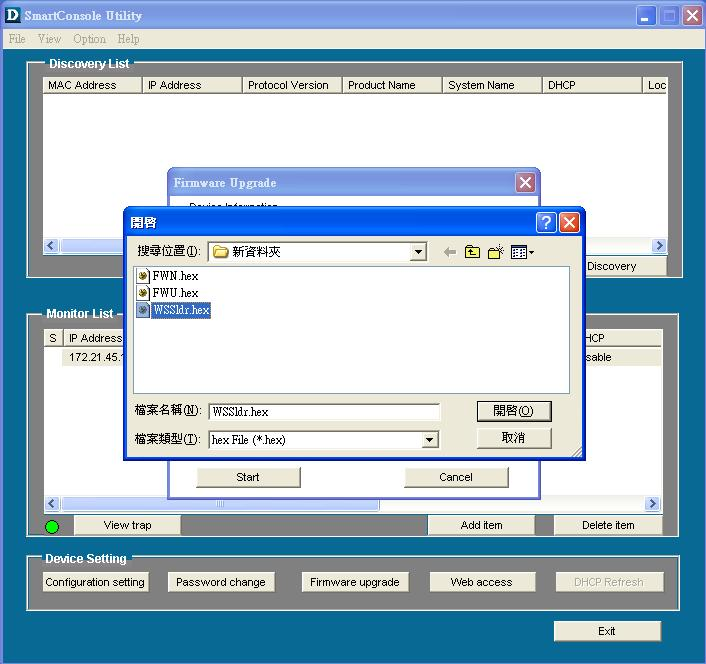 SmartConsole Utility
File View Option Help
Discovery List
MAC Address IP Address Protocol Version Product Name System Name DHCP Loc
Firmware Upgrade
Device Information
開啓
搜尋位置(I): 新資料夾
FWN.hex
FWU.hex
WSSldr.hex
Discovery
Monitor List
S IP Address HCP
172.21.45. sable
檔案名稱(N): WSSldr.hex 開啓(O)
檔案類型(T): hex File (*.hex) 取消
Start Cancel
View trap Add item Delete item
Device Setting
Configuration setting Password change Firmware upgrade Web access DHCP Refresh
Exit